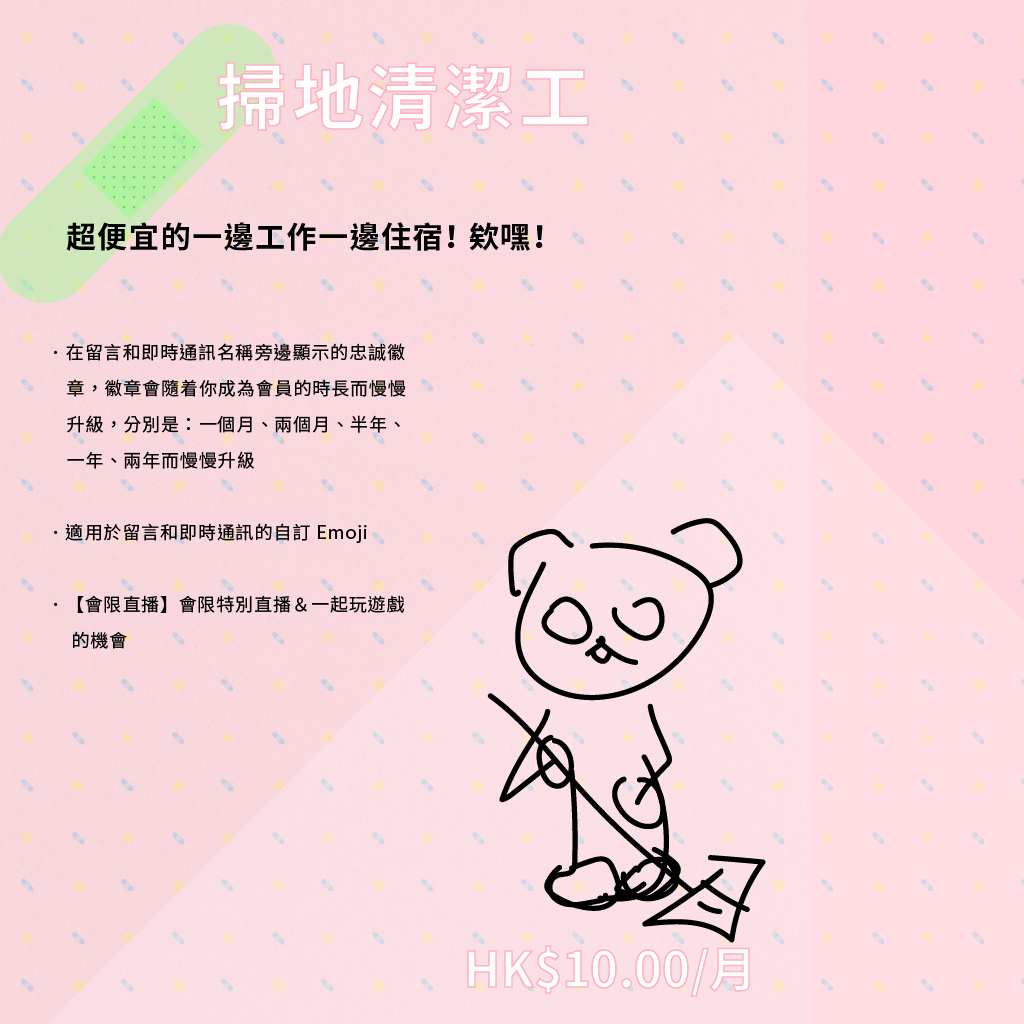 掃地清潔工
超便宜的一邊工作一邊住宿！欸嘿！
・在留言和即時通訊名稱旁邊顯示的忠誠徽
章，徽章會隨着你成為會員的時長而慢慢
升級，分別是：一個月、兩個月、半年、
一年、兩年而慢慢升級
・適用於留言和即時通訊的自訂 Emoji
・【會限直播】會限特別直播＆一起玩遊戲
的機會
HK$10.00/月